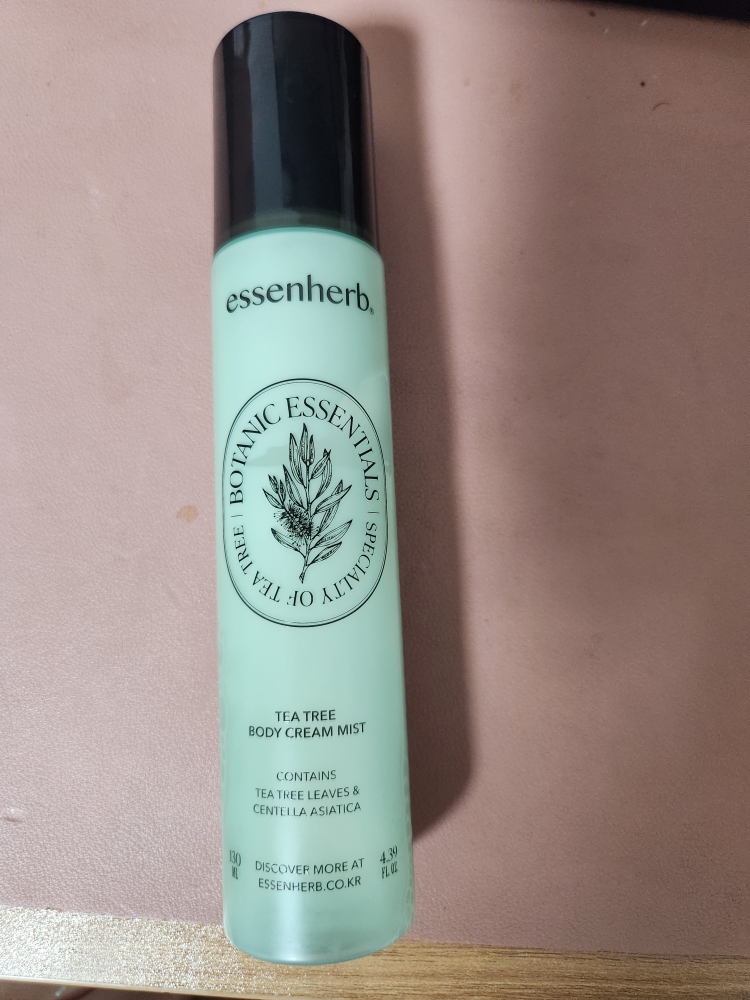 essenherb®
BOTANIC ESSENTIALS | SPECIALTY OF TEA TREE |
TEA TREE
BODY CREAM MIST
CONTAINS
TEA TREE LEAVES &
CENTELLA ASIATICA
130
ML
4.39
FL.OZ.
DISCOVER MORE AT
ESSENHERB.CO.KR